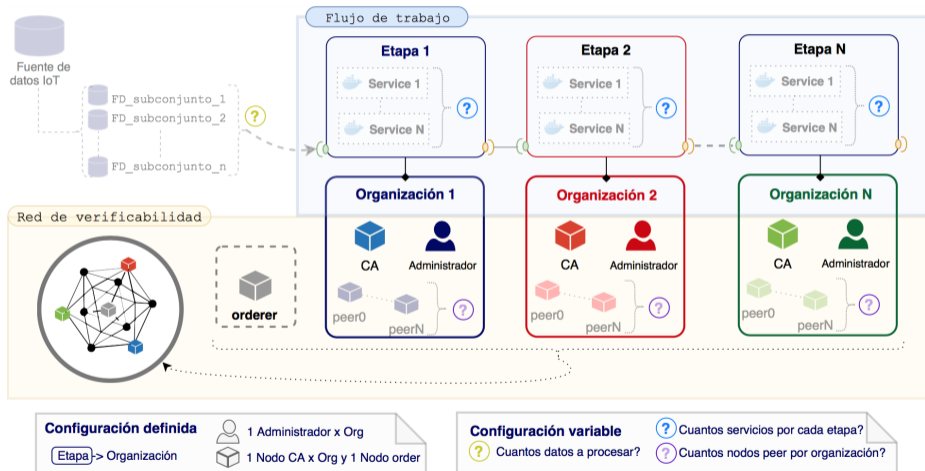 Flujo de trabajo
Fuente de
datos IoT
FD_subconjunto_1
FD_subconjunto_2
FD_subconjunto_n
?
Etapa 1
Service 1
Service N
?
Etapa 2
Service 1
Service N
?
Etapa N
Service 1
Service N
?
Red de verificabilidad
orderer
Organización 1
CA
Administrador
peer0
peerN
?
Organización 2
CA
Administrador
peer0
peerN
?
Organización N
CA
Administrador
peer0
peerN
?
Configuración definida
Etapa -> Organización
1 Administrador x Org
1 Nodo CA x Org y 1 Nodo order
Configuración variable
? Cuantos datos a procesar?
? Cuantos servicios por cada etapa?
? Cuantos nodos peer por organización?